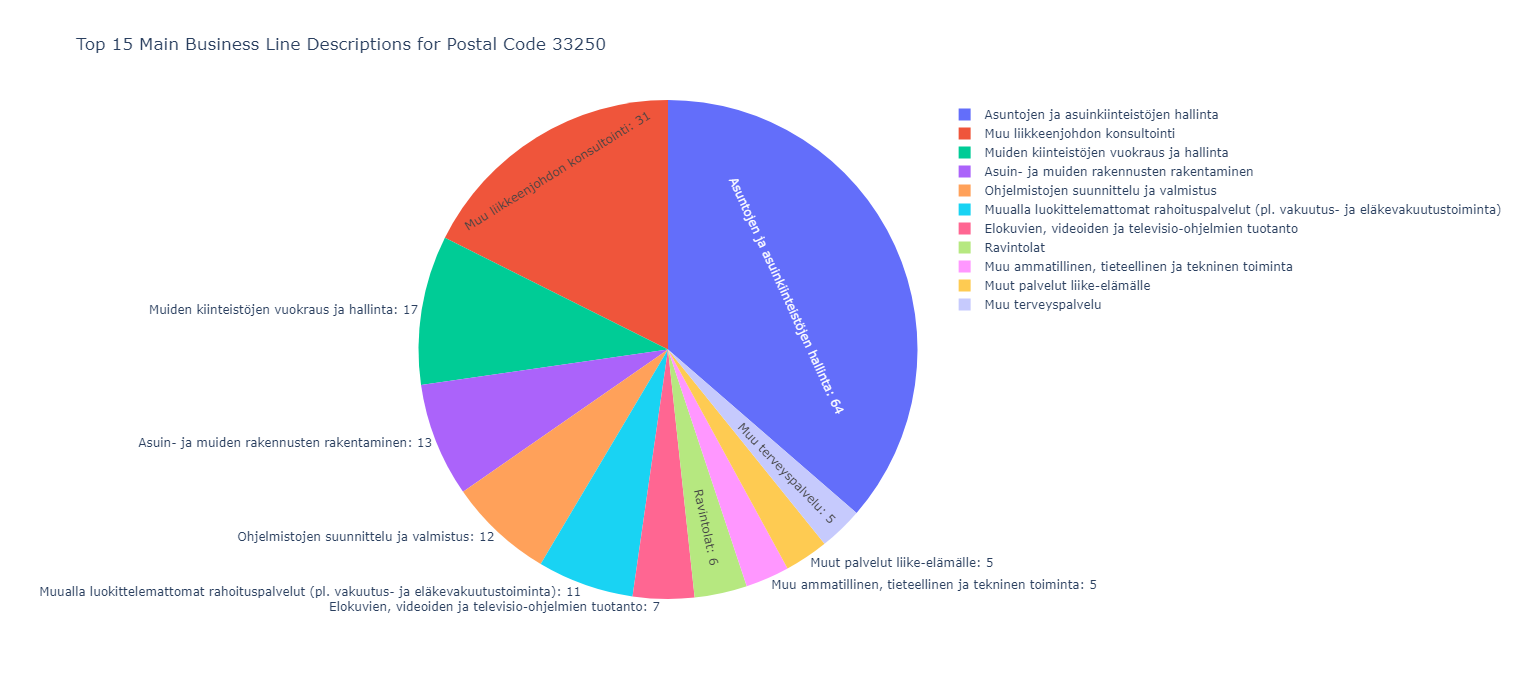 Top 15 Main Business Line Descriptions for Postal Code 33250
Asuntojen ja asuinkiinteistöjen hallinta
Muu liikkeenjohdon konsultointi
Muiden kiinteistöjen vuokraus ja hallinta
Asuin- ja muiden rakennusten rakentaminen
Ohjelmistojen suunnittelu ja valmistus
Muualla luokittelemattomat rahoituspalvelut (pl. vakuutus- ja eläkevakuutustoiminta)
Elokuvien, videoiden ja televisio-ohjelmien tuotanto
Ravintolat
Muu ammatillinen, tieteellinen ja tekninen toiminta
Muut palvelut liike-elämälle
Muu terveyspalvelu
Muu liikkeenjohdon konsultointi: 31
Asuntojen ja asuinkiinteistöjen hallinta: 64
Muiden kiinteistöjen vuokraus ja hallinta: 17
Asuin- ja muiden rakennusten rakentaminen: 13
Muu terveyspalvelu: 5
Ravintolat: 6
Ohjelmistojen suunnittelu ja valmistus: 12
Muut palvelut liike-elämälle: 5
Muu ammatillinen, tieteellinen ja tekninen toiminta: 5
Muualla luokittelemattomat rahoituspalvelut (pl. vakuutus- ja eläkevakuutustoiminta): 11
Elokuvien, videoiden ja televisio-ohjelmien tuotanto: 7